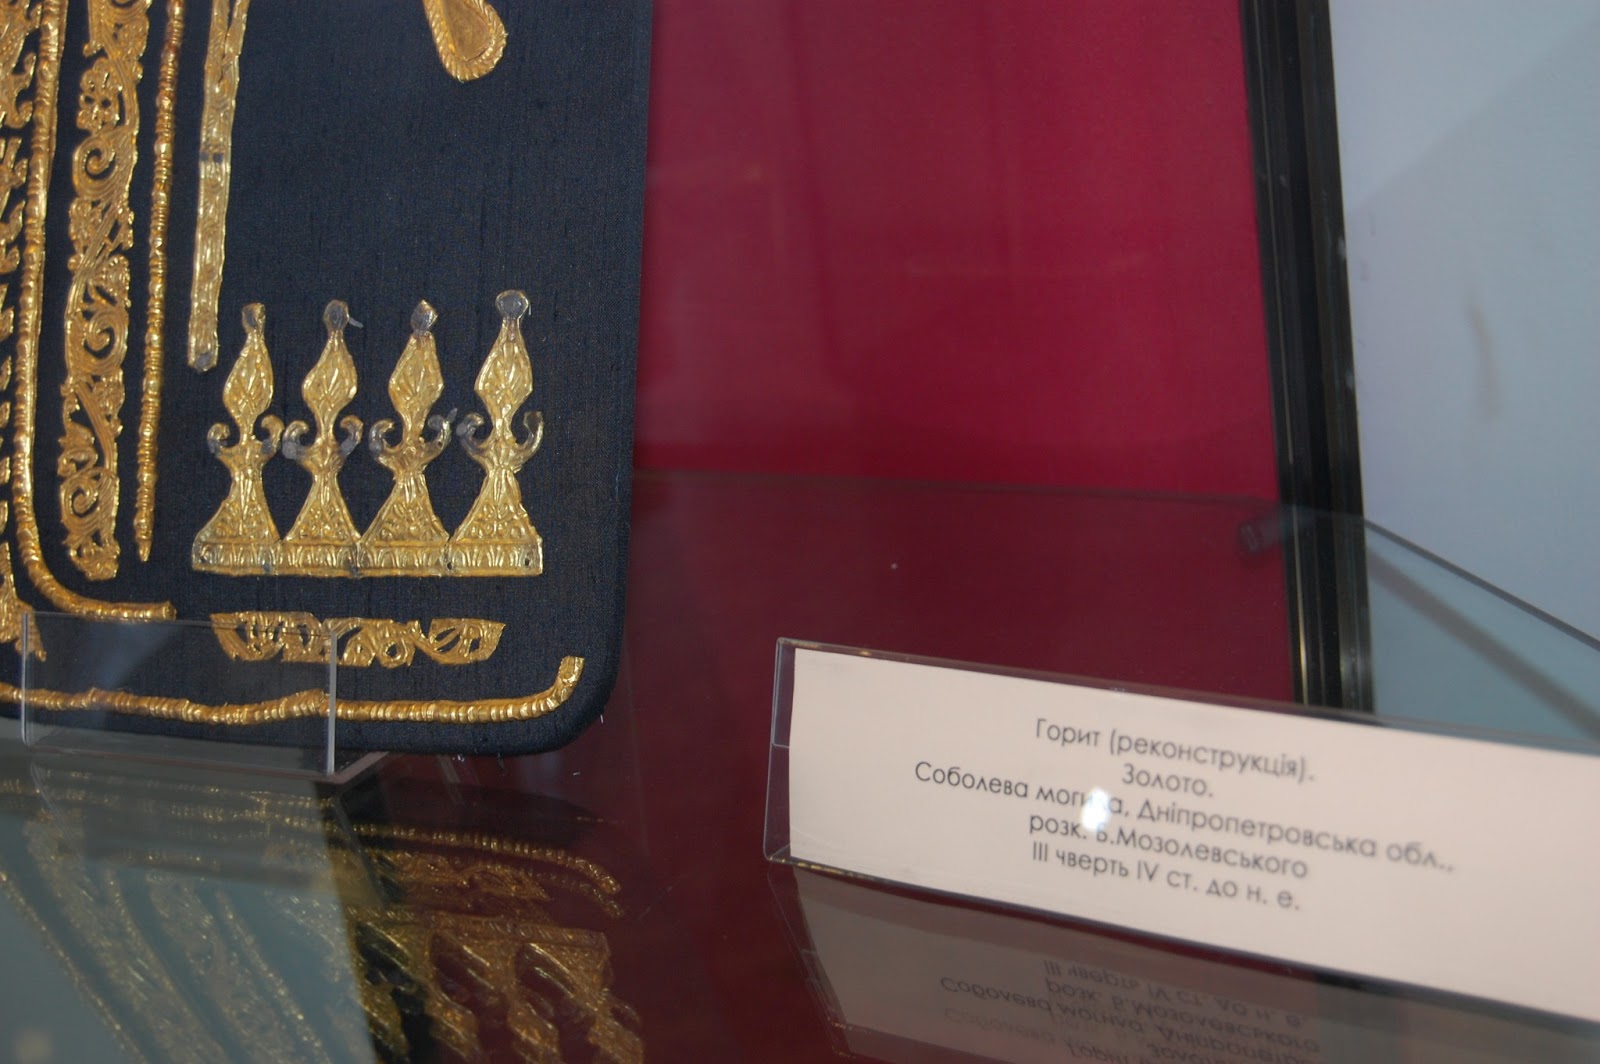 Горит (реконструкція).
Золото.
Соболева могила, Дніпропетровська обл..,
розк. Б.Мозолевського
III чверть IV ст. до н. е.